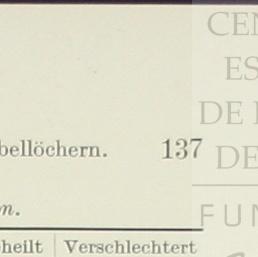 bellöchern. 137
n.
heilt Verschlechtert
CEN
ES
DE
DE
FUN